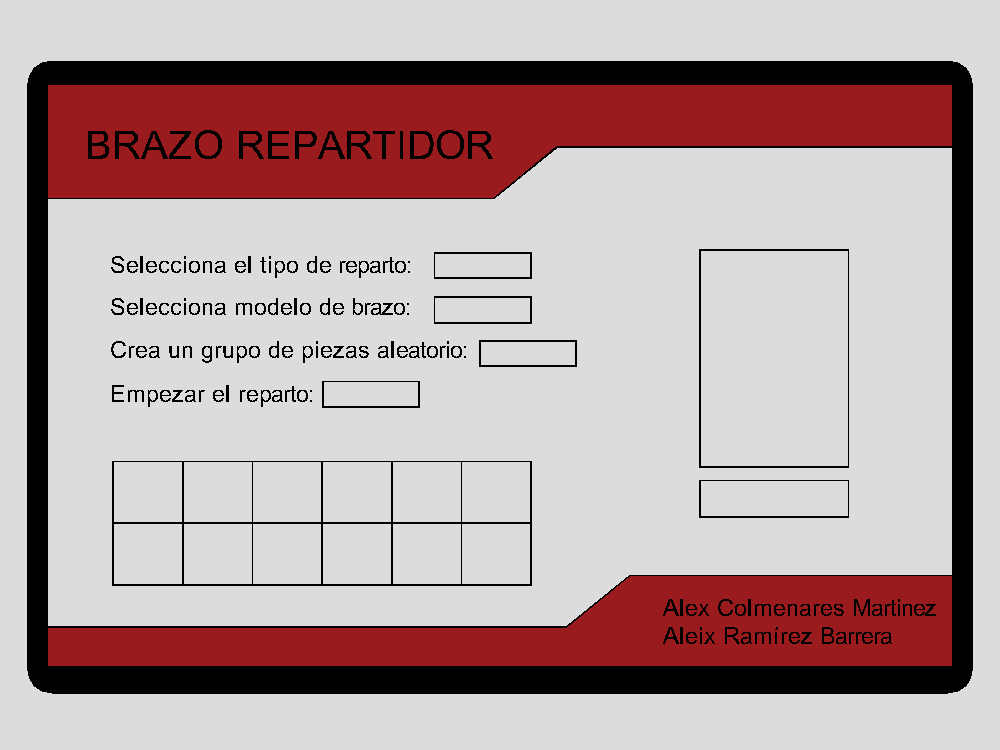 BRAZO REPARTIDOR
Selecciona el tipo de reparto:
Selecciona modelo de brazo:
Crea un grupo de piezas aleatorio:
Empezar el reparto:
Alex Colmenares Martinez
Aleix Ramírez Barrera